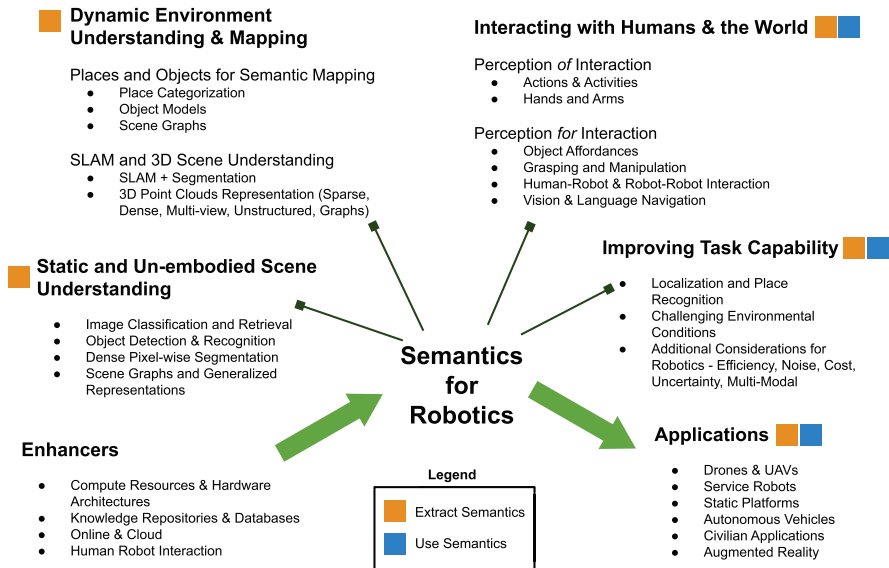 Dynamic Environment
Understanding & Mapping
Places and Objects for Semantic Mapping
● Place Categorization
● Object Models
● Scene Graphs
SLAM and 3D Scene Understanding
● SLAM + Segmentation
● 3D Point Clouds Representation (Sparse,
Dense, Multi-view, Unstructured, Graphs)
Interacting with Humans & the World
Perception of Interaction
● Actions & Activities
● Hands and Arms
Perception for Interaction
● Object Affordances
● Grasping and Manipulation
● Human-Robot & Robot-Robot Interaction
● Vision & Language Navigation
Static and Un-embodied Scene
Understanding
● Image Classification and Retrieval
● Object Detection & Recognition
● Dense Pixel-wise Segmentation
● Scene Graphs and Generalized
Representations
Improving Task Capability
● Localization and Place
Recognition
● Challenging Environmental
Conditions
● Additional Considerations for
Robotics - Efficiency, Noise, Cost,
Uncertainty, Multi-Modal
Semantics
for
Robotics
Enhancers
● Compute Resources & Hardware
Architectures
● Knowledge Repositories & Databases
● Online & Cloud
● Human Robot Interaction
Legend
Extract Semantics
Use Semantics
Applications
● Drones & UAVs
● Service Robots
● Static Platforms
● Autonomous Vehicles
● Civilian Applications
● Augmented Reality